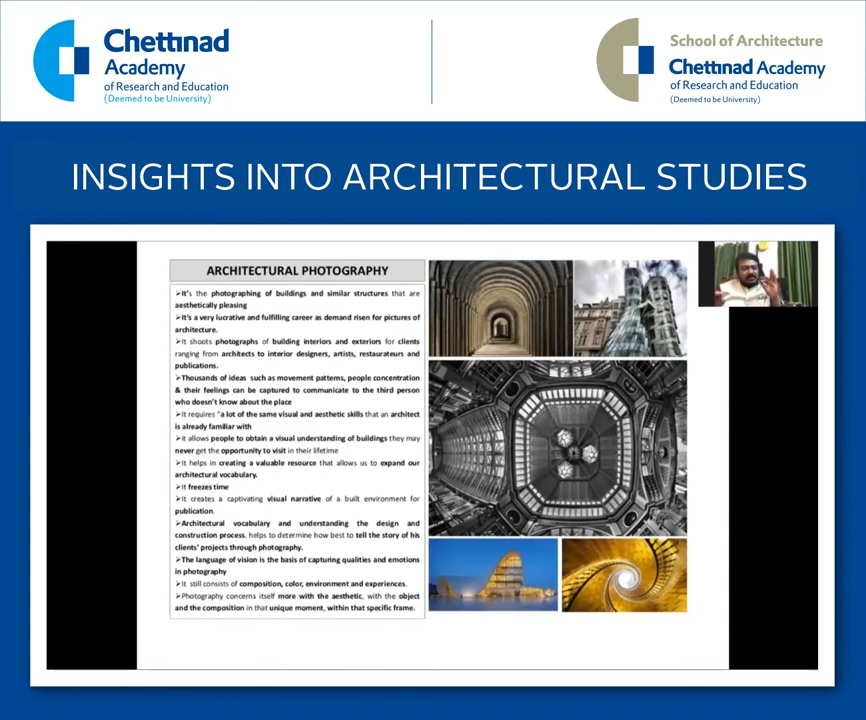 Chettinad
Academy
of Research and Education
(Deemed to be University)
School of Architecture
Chettinad Academy
of Research and Education
(Deemed to be University)
INSIGHTS INTO ARCHITECTURAL STUDIES
ARCHITECTURAL PHOTOGRAPHY
➢It's the photographing of buildings and similar structures that are
aesthetically pleasing
➢It's a very lucrative and fulfilling career as demand risen for pictures of
architecture.
➢It shoots photographs of building interiors and exteriors for clients
ranging from architects to interior designers, artists, restaurateurs and
publications.
➢Thousands of ideas such as movement patterns, people concentration
& their feelings can be captured to communicate to the third person
who doesn't know about the place
➢It requires "a lot of the same visual and aesthetic skills that an architect
is already familiar with
➢it allows people to obtain a visual understanding of buildings they may
never get the opportunity to visit in their lifetime
➢It helps in creating a valuable resource that allows us to expand our
architectural vocabulary.
➢It freezes time
➢It creates a captivating visual narrative of a built environment for
publication.
➢Architectural vocabulary and understanding the design and
construction process. helps to determine how best to tell the story of his
clients' projects through photography.
➢The language of vision is the basis of capturing qualities and emotions
in photography
➢It still consists of composition, color, environment and experiences.
➢Photography concerns itself more with the aesthetic, with the object
and the composition in that unique moment, within that specific frame.